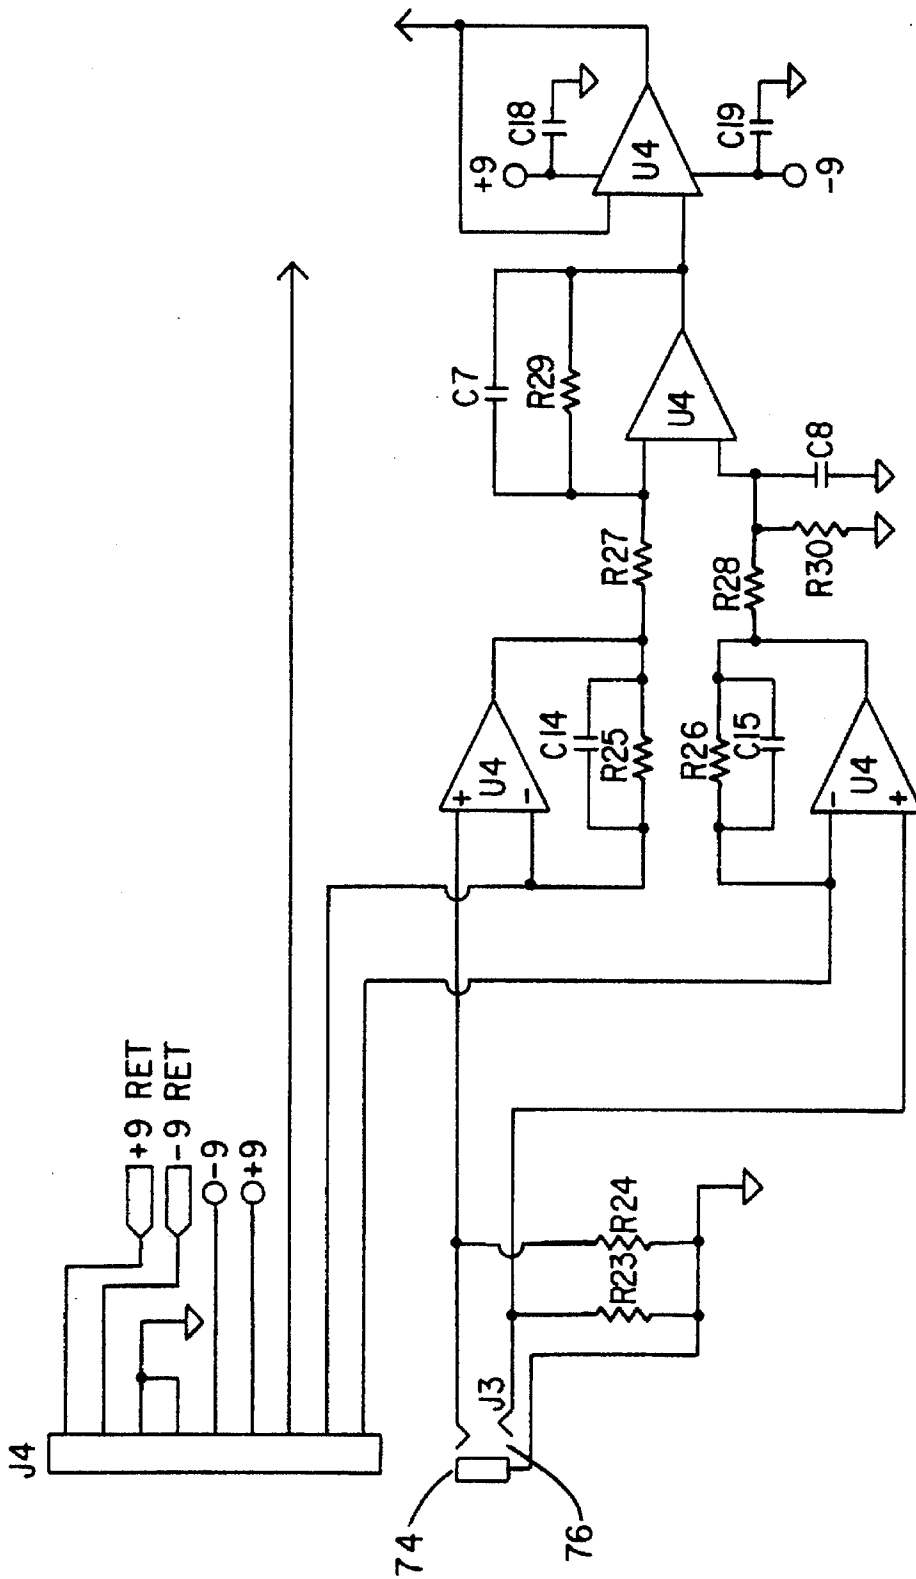 J4
+9 RET
-9 RET
-9
+9
74
76
J3
R23
R24
+
-
U4
C14
R25
R26
C15
-
+
U4
R27
R28
R30
C8
C7
R29
U4
+9
C18
U4
C19
-9